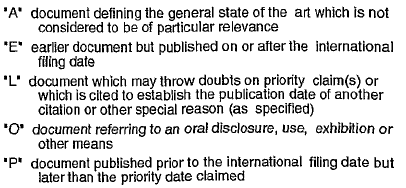 "A" document defining the general state of the art which is not
considered to be of particular relevance
"E" earlier document but published on or after the international
filing date
"L" document which may throw doubts on priority claim(s) or
which is cited to establish the publication date of another
citation or other special reason (as specified)
"O" document referring to an oral disclosure, use, exhibition or
other means
"P" document published prior to the international filing date but
later than the priority date claimed